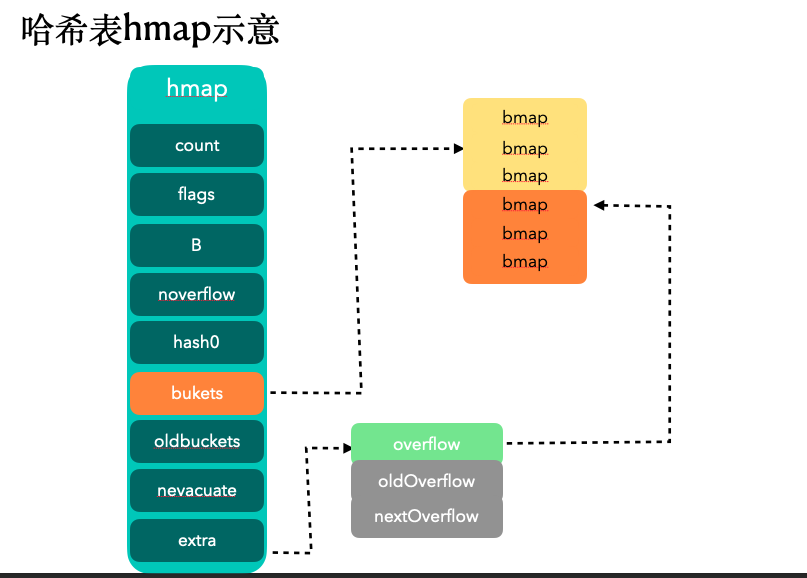 哈希表hmap示意
hmap
count
flags
B
noverflow
hash0
bukets
oldbuckets
nevacuate
extra
bmap
bmap
bmap
bmap
bmap
bmap
overflow
oldOverflow
nextOverflow